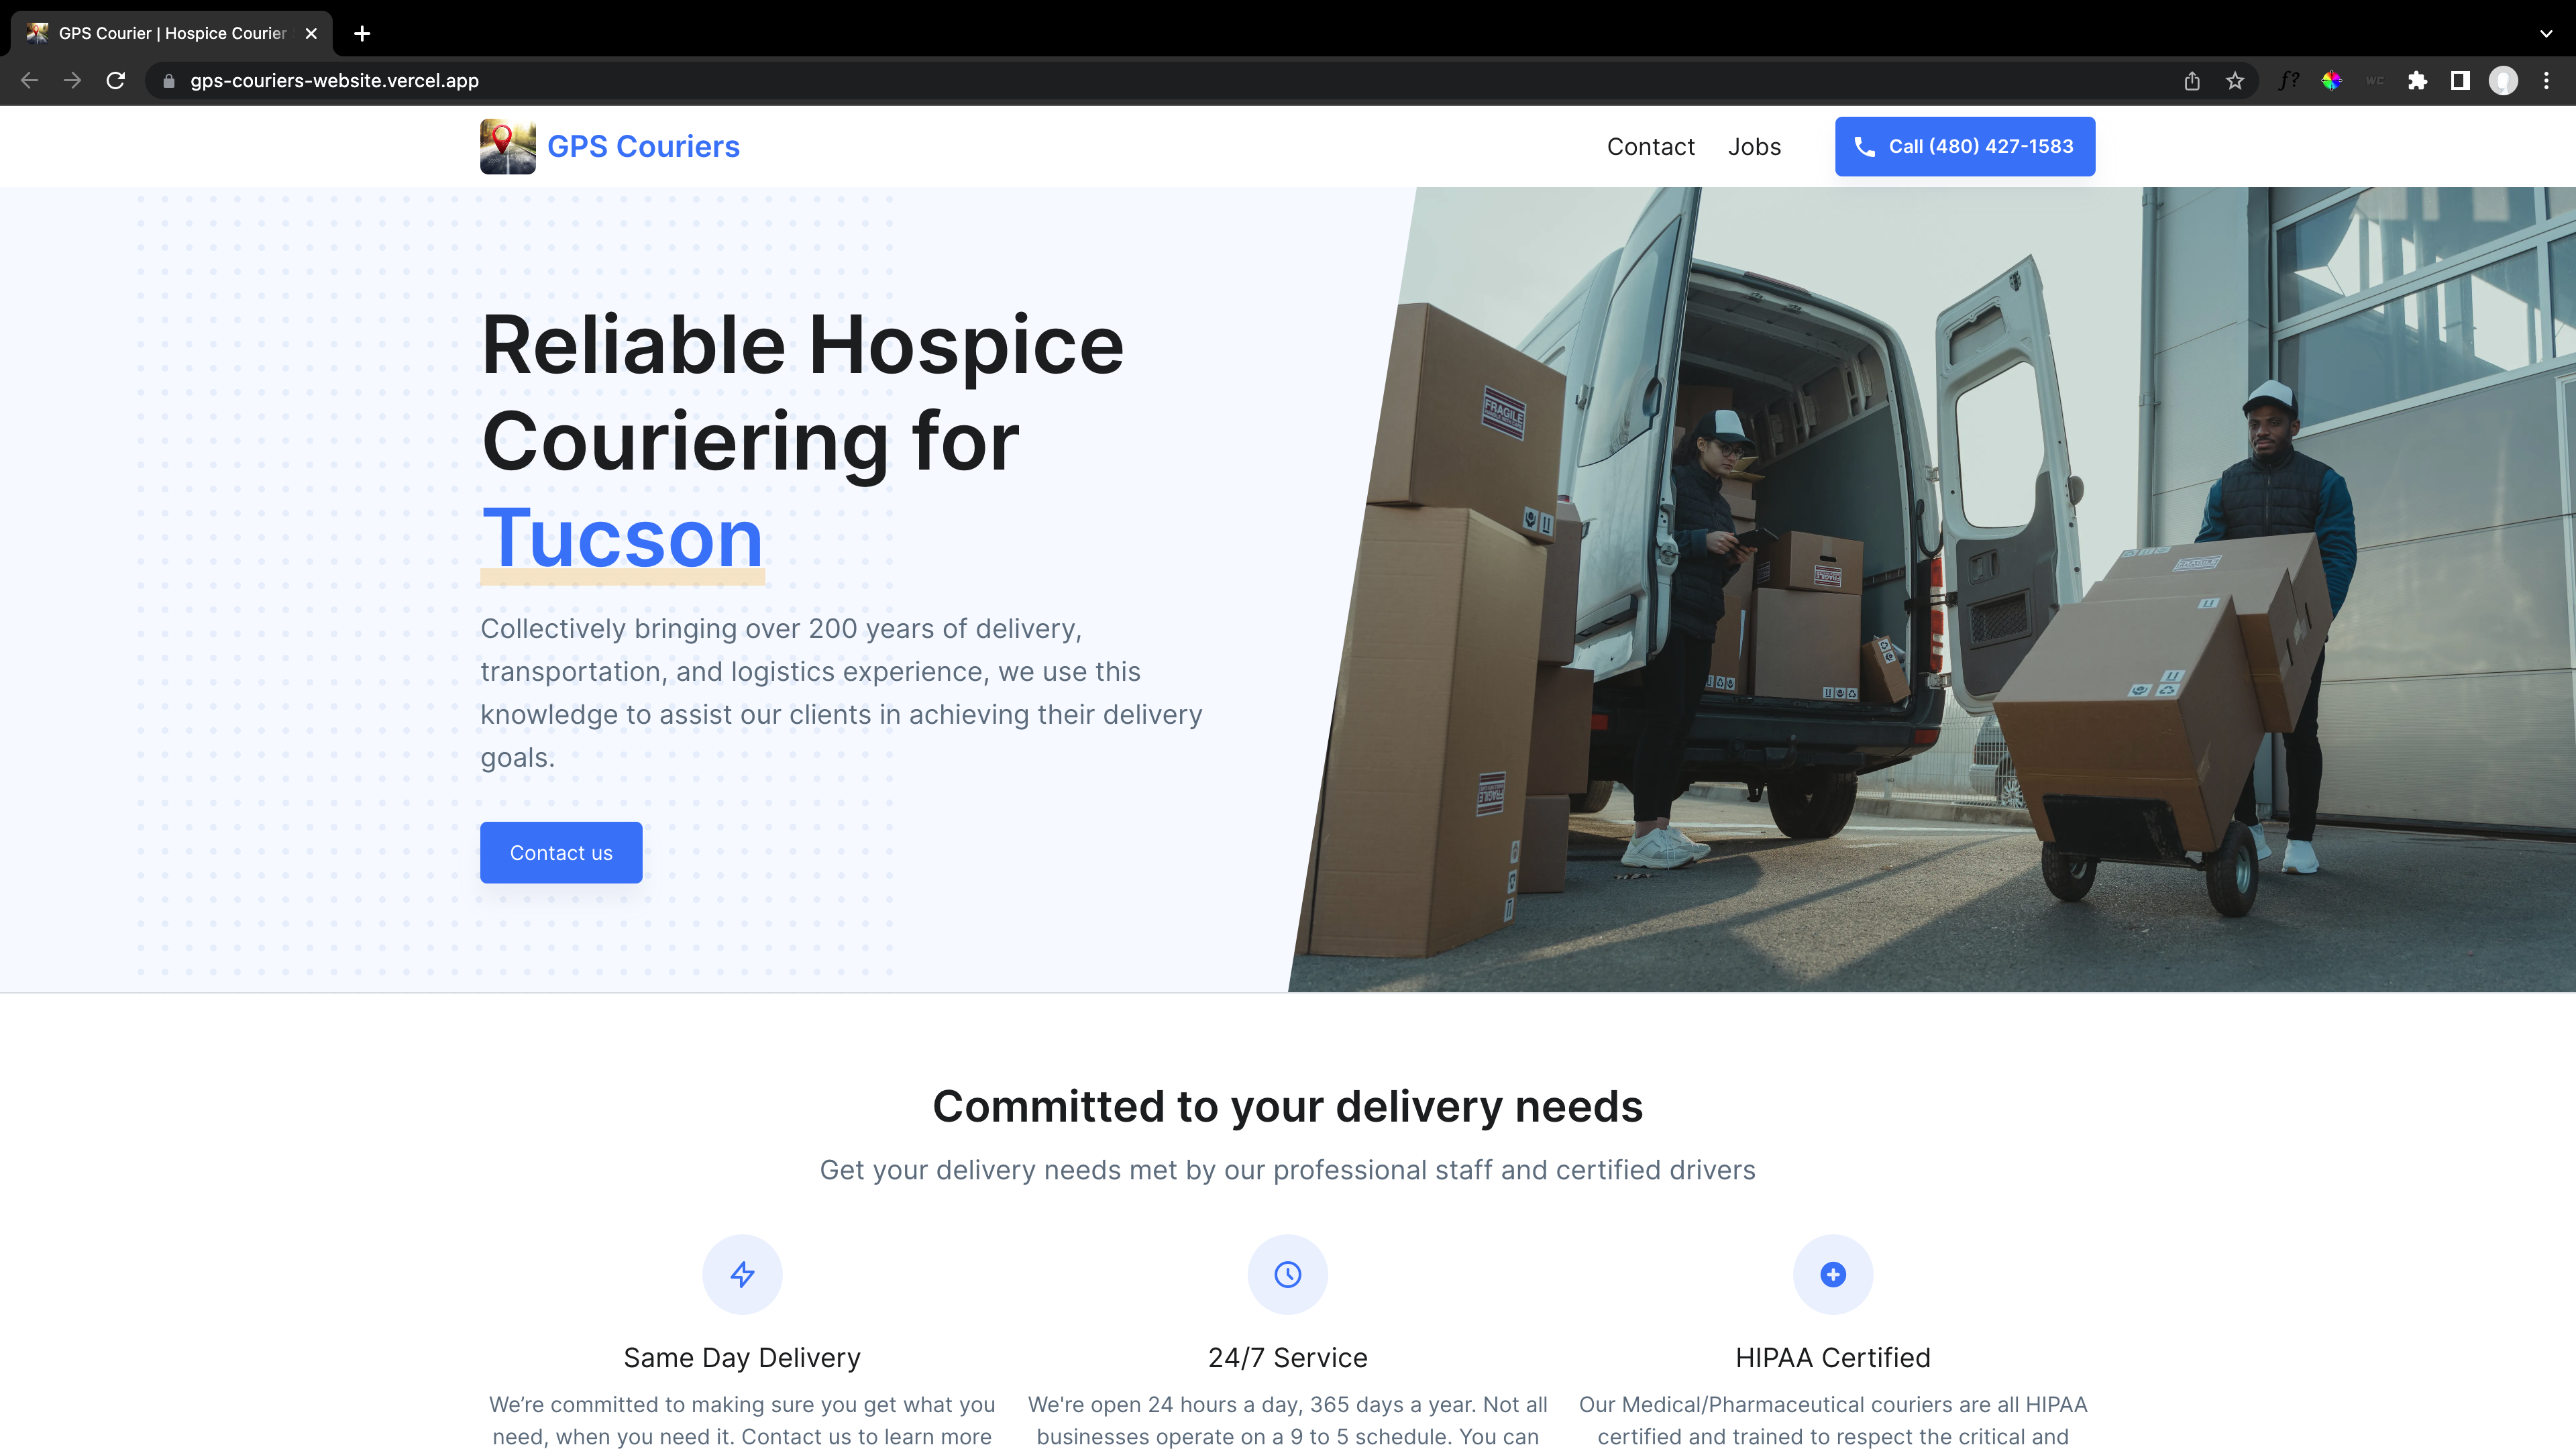 GPS Courier | Hospice Courier
gps-couriers-website.vercel.app
f?
WC
GPS Couriers
Contact
Jobs
Call (480) 427-1583
Reliable Hospice
Couriering for
Tucson
Collectively bringing over 200 years of delivery,
transportation, and logistics experience, we use this
knowledge to assist our clients in achieving their delivery
goals.
Contact us
FRAGILE
FRAGILE
FRAGILE
FRAGILE
Committed to your delivery needs
Get your delivery needs met by our professional staff and certified drivers
Same Day Delivery
We’re committed to making sure you get what you
need, when you need it. Contact us to learn more
24/7 Service
We're open 24 hours a day, 365 days a year. Not all
businesses operate on a 9 to 5 schedule. You can
HIPAA Certified
Our Medical/Pharmaceutical couriers are all HIPAA
certified and trained to respect the critical and